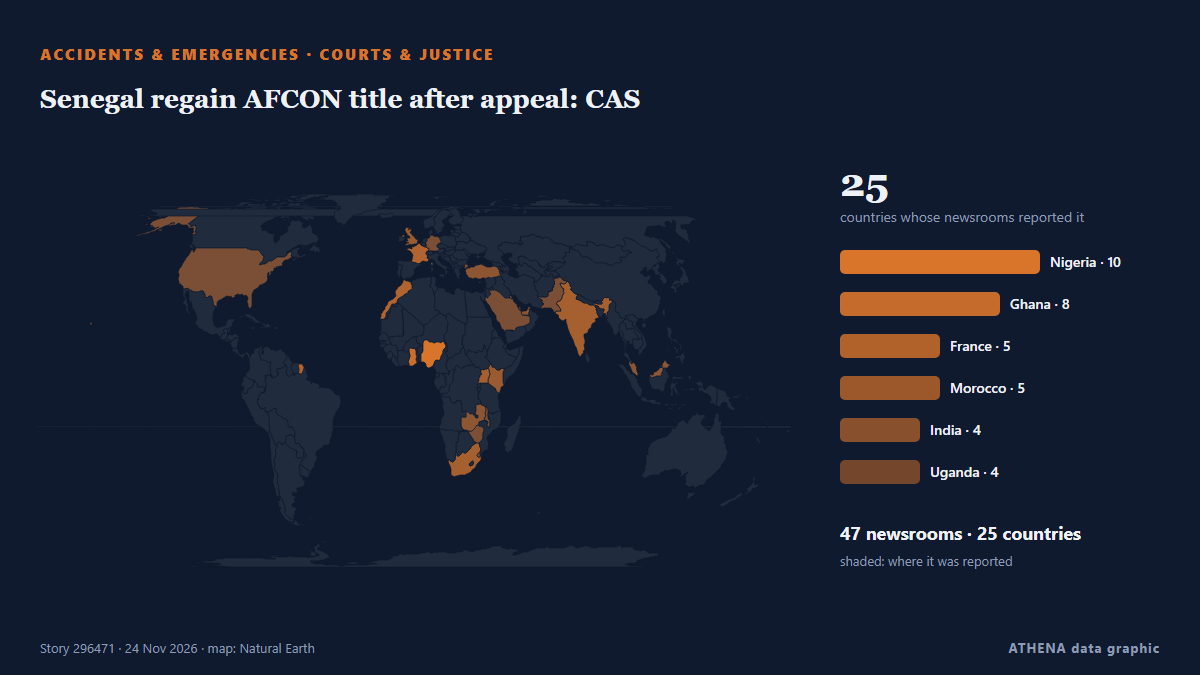 ACCIDENTS & EMERGENCIES · COURTS & JUSTICE
Senegal regain AFCON title after appeal: CAS
25
countries whose newsrooms reported it
Nigeria · 10
Ghana · 8
France · 5
Morocco · 5
India · 4
Uganda · 4
47 newsrooms · 25 countries
shaded: where it was reported
Story 296471 · 24 Nov 2026 · map: Natural Earth
ATHENA data graphic